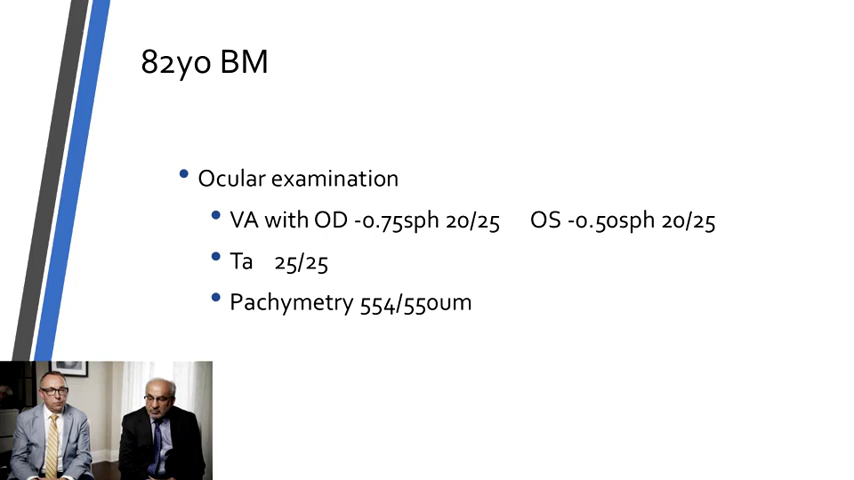 82yo BM
Ocular examination
VA with OD -0.75sph 20/25 OS -0.50sph 20/25
Ta 25/25
Pachymetry 554/550um